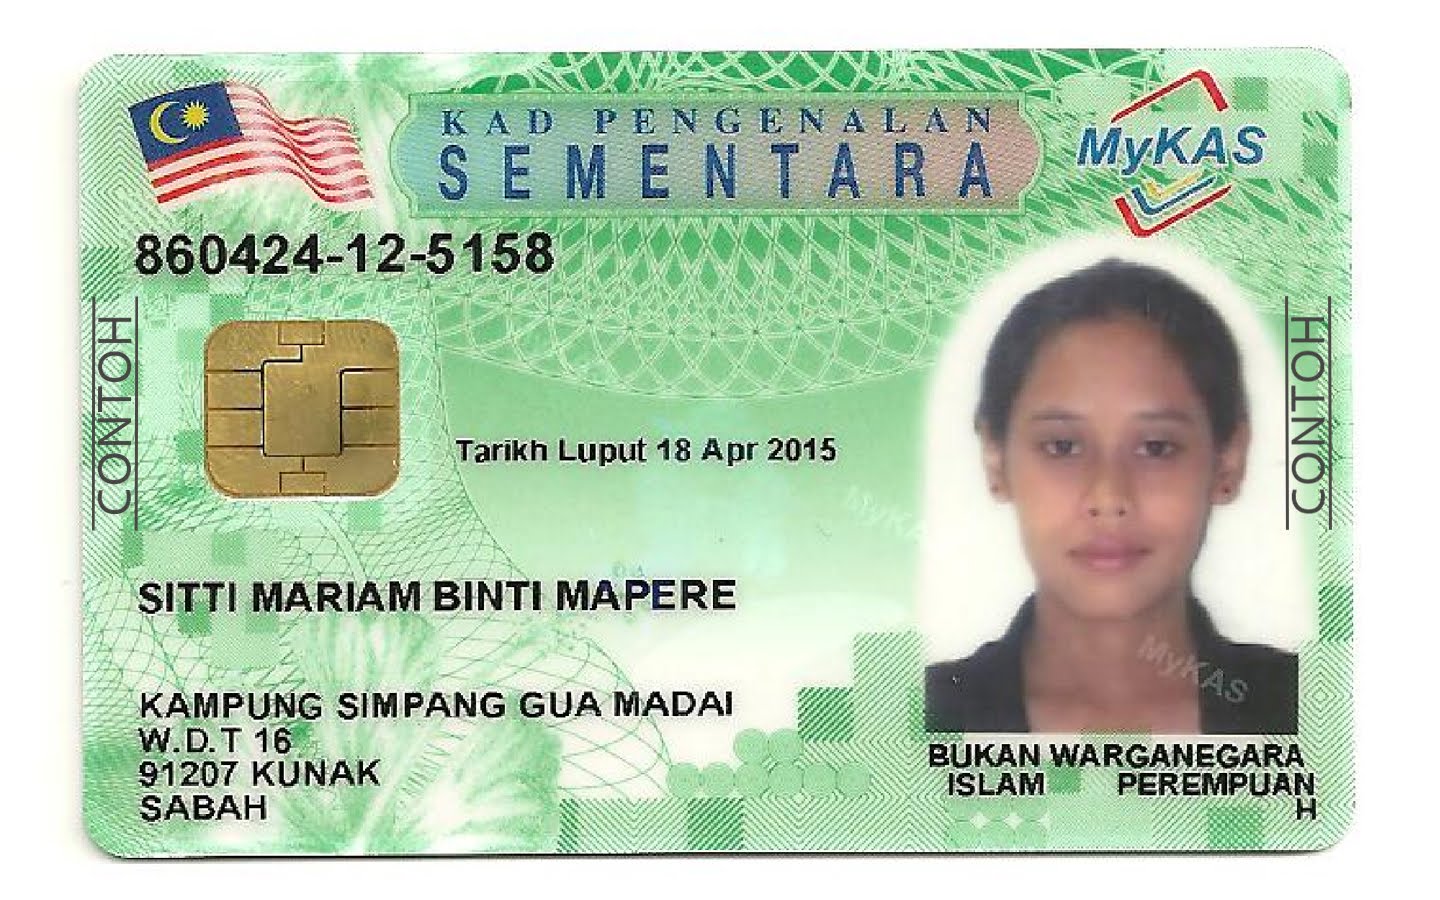 KAD PENGENALAN
SEMENTARA
MyKAS
860424-12-5158
CONTOH
CONTOH
Tarikh Luput 18 Apr 2015
MyKAS
SITTI MARIAM BINTI MAPERE
MyKAS
KAMPUNG SIMPANG GUA MADAI
W.D.T 16
91207 KUNAK
SABAH
BUKAN WARGANEGARA
ISLAM PEREMPUAN
H